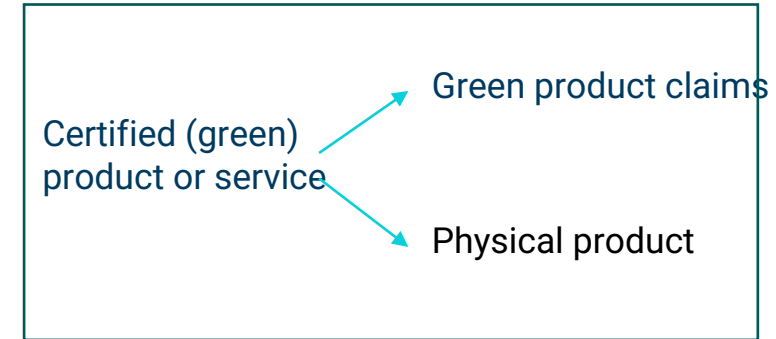 Green product claims
Certified (green)
product or service
Physical product